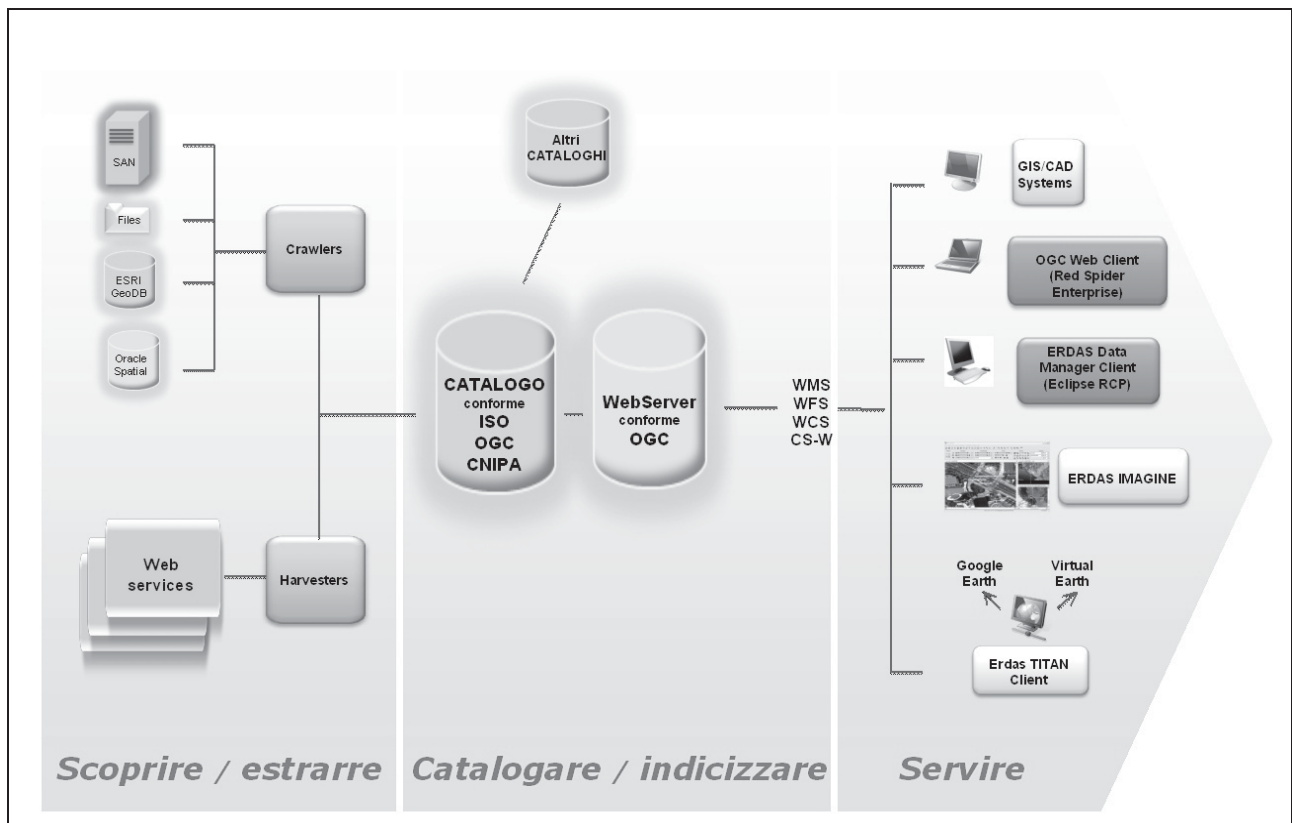 SAN
Files
ESRI
GeoDB
Oracle
Spatial
Crawlers
Web
services
Harvesters
Scoprire / estrarre
Altri
CATALOGHI
CATALOGO
conforme
ISO
OGC
CNIPA
WebServer
conforme
OGC
WMS
WFS
WCS
CS-W
Catalogare / indicizzare
GIS/CAD
Systems
OGC Web Client
(Red Spider
Enterprise)
ERDAS Data
Manager Client
(Eclipse RCP)
ERDAS IMAGINE
Google
Earth
Virtual
Earth
Erdas TITAN
Client
Servire